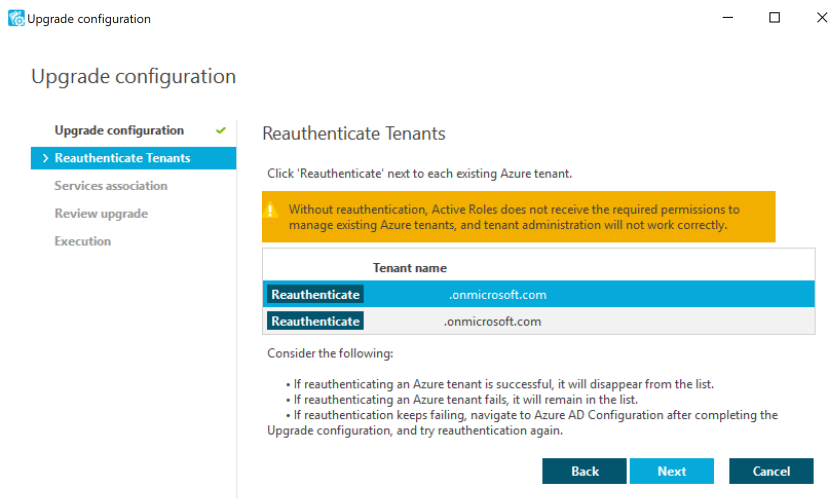 Upgrade configuration
Upgrade configuration
Upgrade configuration
Reauthenticate Tenants
Services association
Review upgrade
Execution
Reauthenticate Tenants
Click 'Reauthenticate' next to each existing Azure tenant.
Without reauthentication, Active Roles does not receive the required permissions to
manage existing Azure tenants, and tenant administration will not work correctly.
Tenant name
Reauthenticate .onmicrosoft.com
Reauthenticate .onmicrosoft.com
Consider the following:
• If reauthenticating an Azure tenant is successful, it will disappear from the list.
• If reauthenticating an Azure tenant fails, it will remain in the list.
• If reauthentication keeps failing, navigate to Azure AD Configuration after completing the
Upgrade configuration, and try reauthentication again.
Back Next Cancel